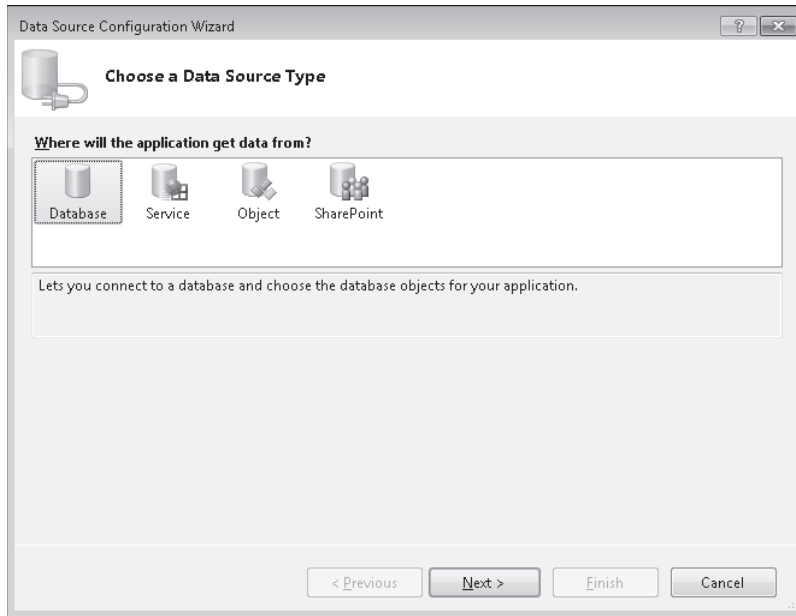 Data Source Configuration Wizard
Choose a Data Source Type
Where will the application get data from?
Database Service Object SharePoint
Lets you connect to a database and choose the database objects for your application.
< Previous Next > Finish Cancel